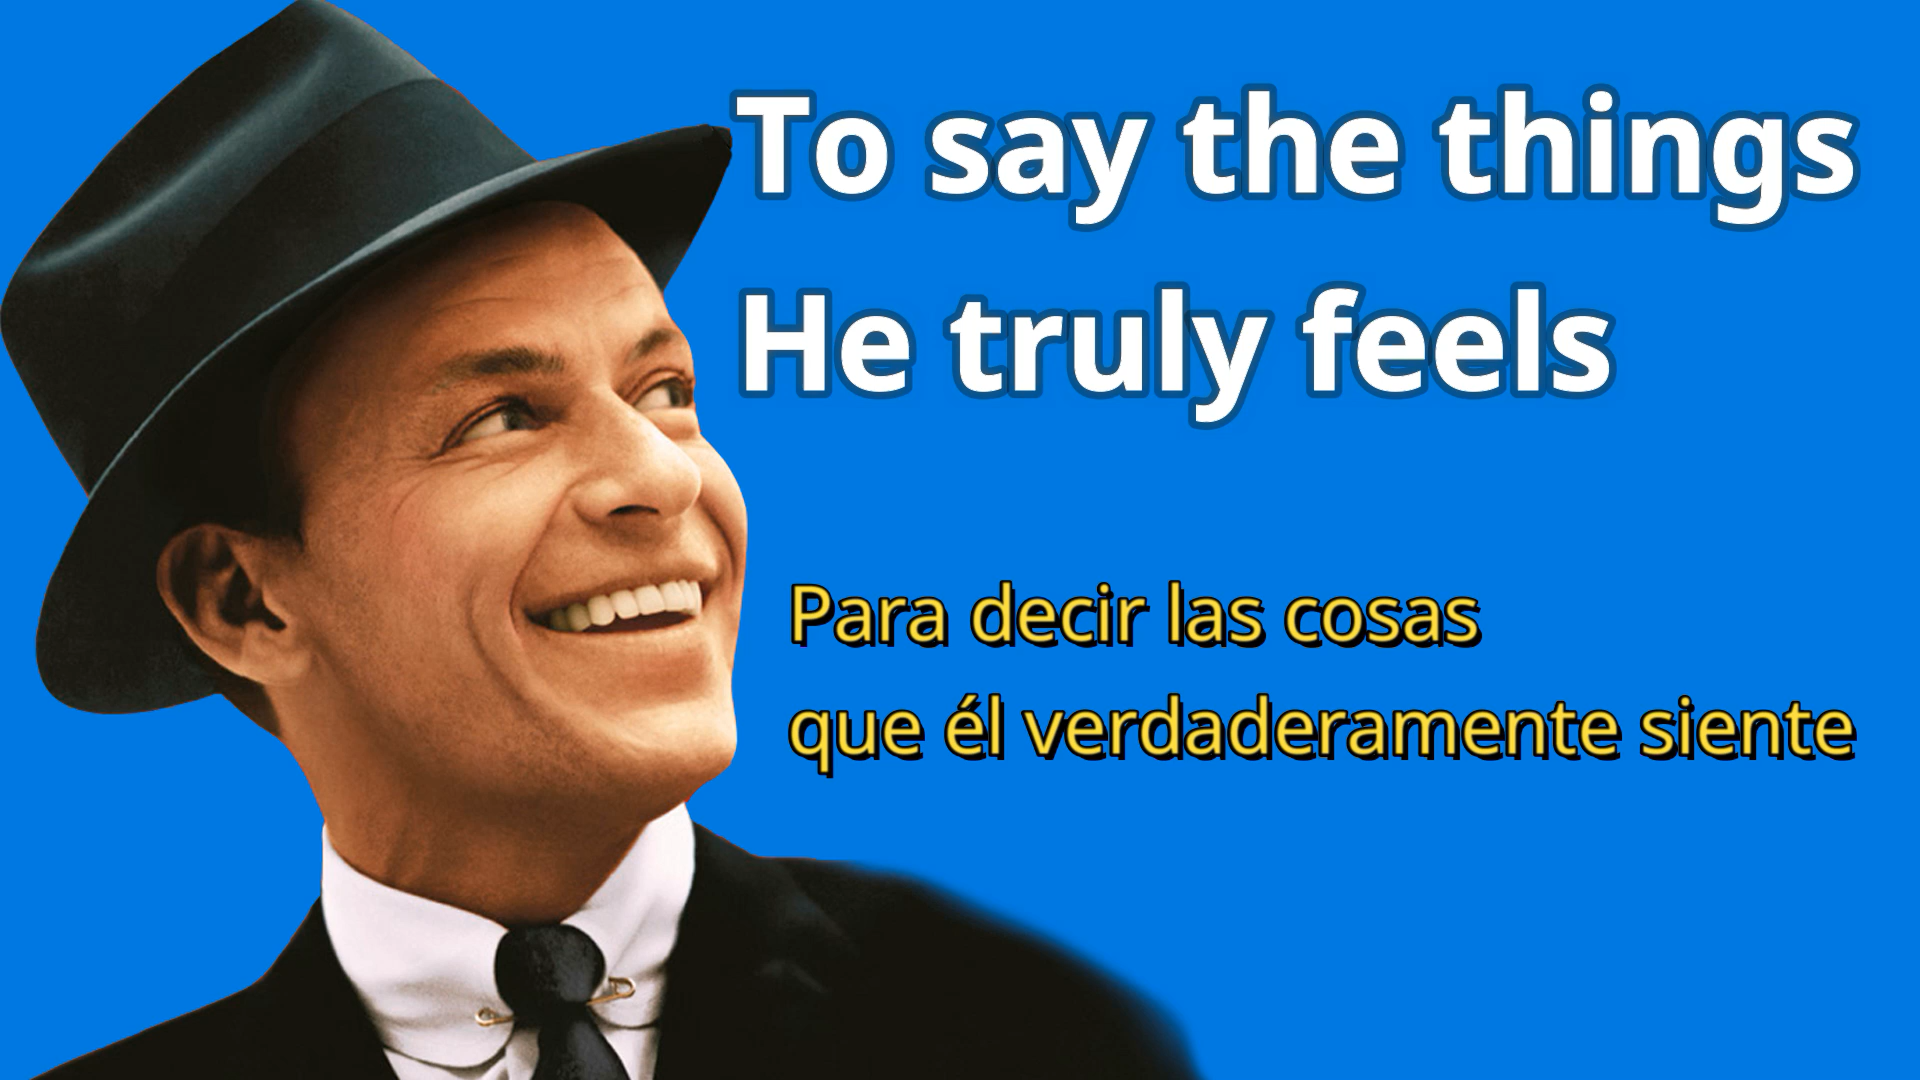 To say the things
He truly feels
Para decir las cosas
que él verdaderamente siente